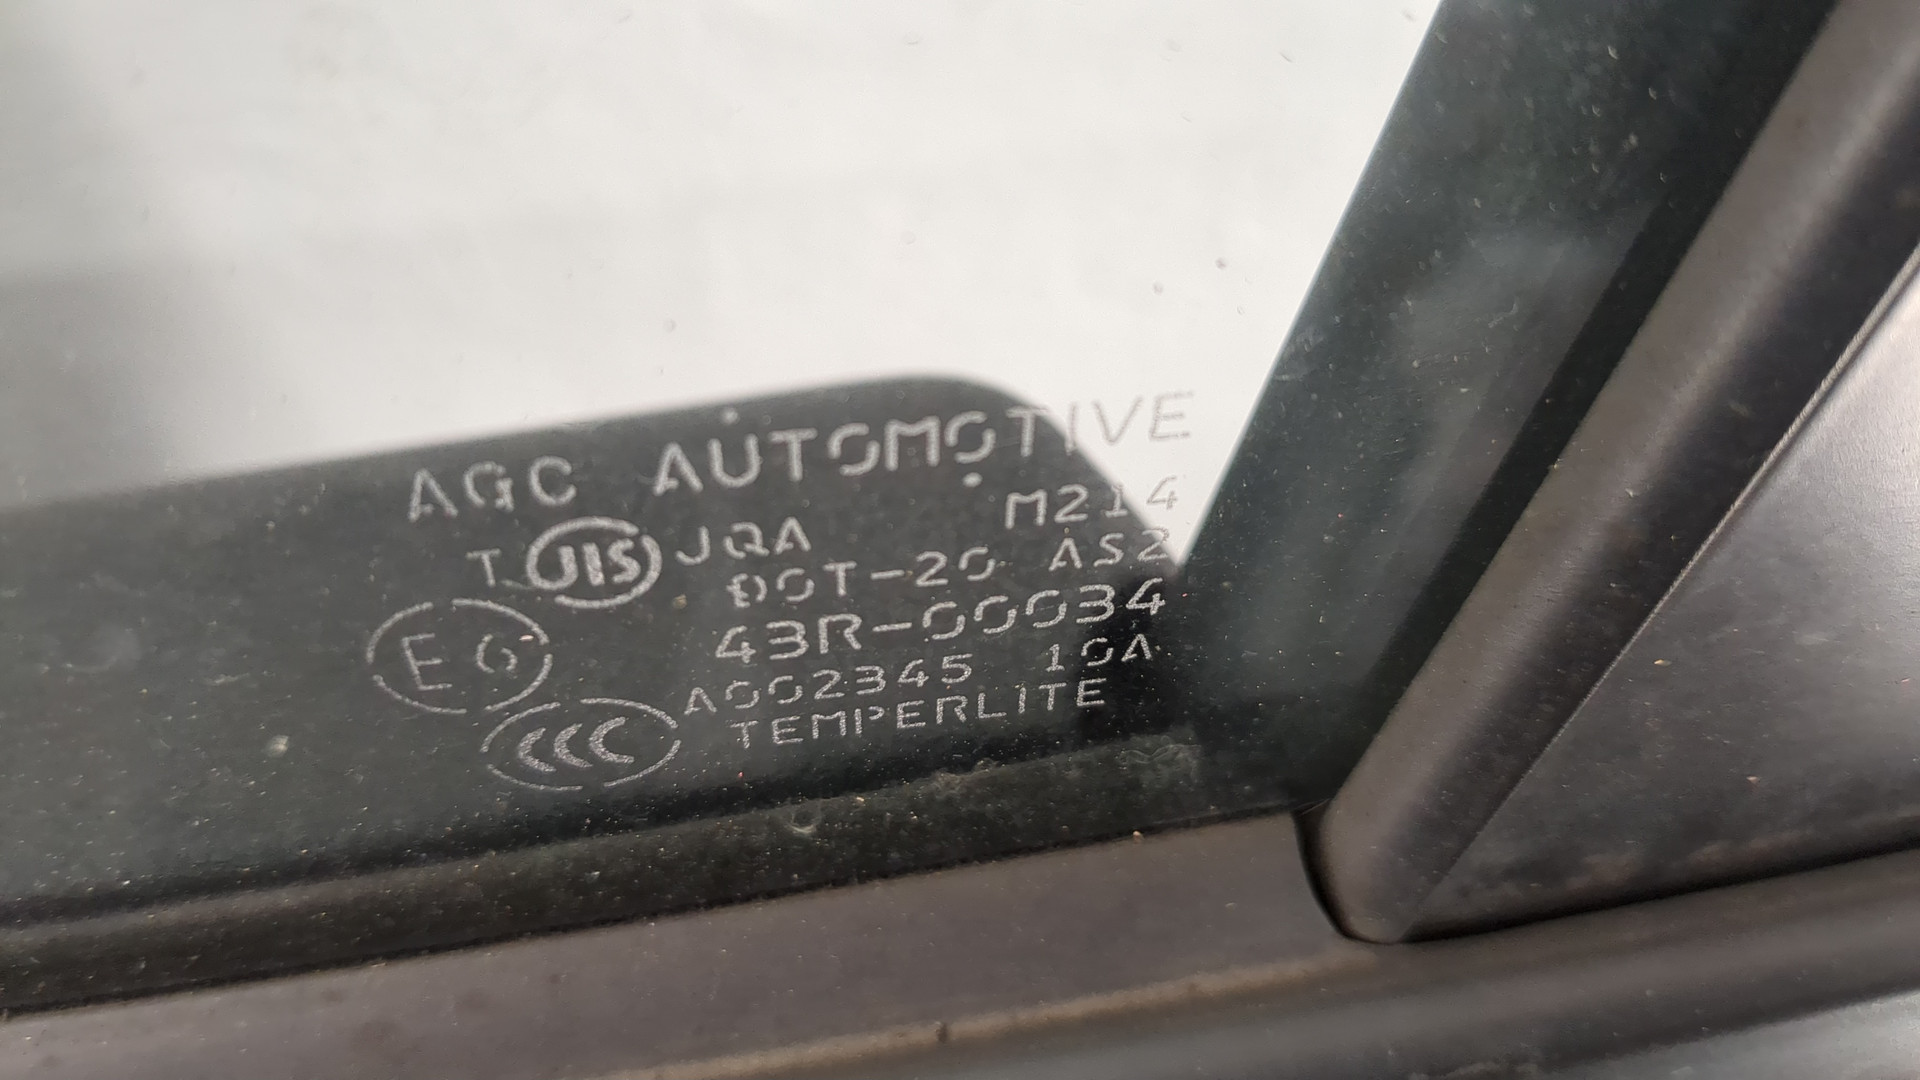 AGC AUTOMOTIVE
T JIS JQA M214
DOT-20 AS2
E6 43R-00034
A002345 10A
CCC TEMPERLITE